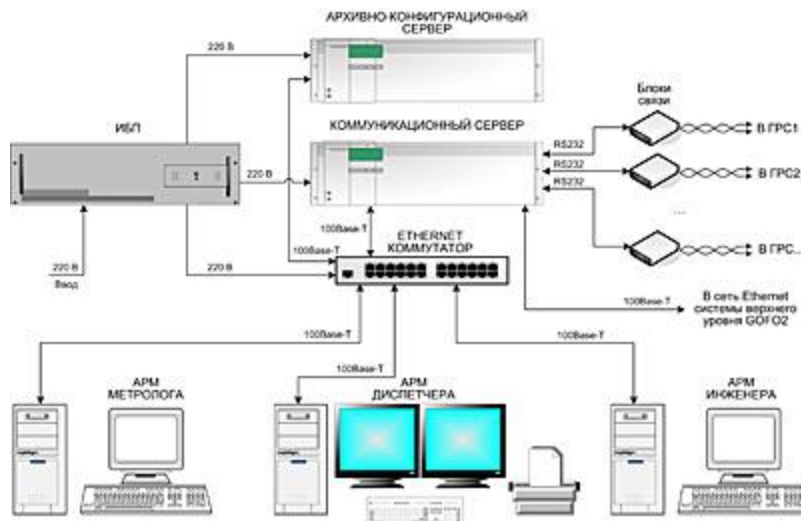 АРХИВНО-КОНФИГУРАЦИОННЫЙ
СЕРВЕР
220 В
Блоки
связи
ИБП
КОММУНИКАЦИОННЫЙ СЕРВЕР
RS232
В ГРС1
RS232
220 В
В ГРС2
RS232
....
100Base-T
ETHERNET
КОММУТАТОР
100Base-T
В ГРС...
220 В
220 В
Ввод
100Base-T
В сеть Ethernet
системы верхнего
уровня GOFO2
100Base-T
100Base-T
100Base-T
АРМ
МЕТРОЛОГА
АРМ
ДИСПЕТЧЕРА
АРМ
ИНЖЕНЕРА